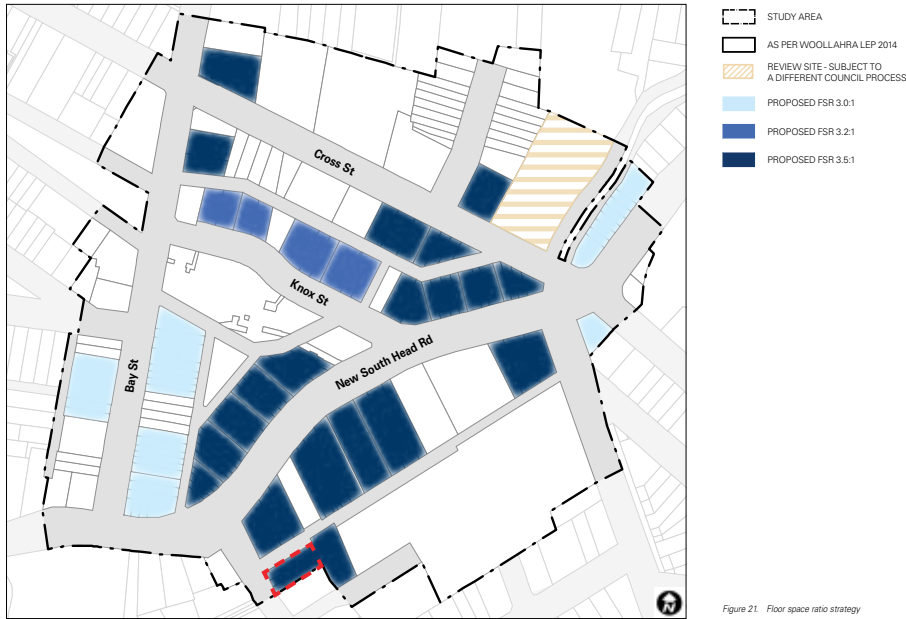 STUDY AREA
AS PER WOOLLAHRA LEP 2014
REVIEW SITE - SUBJECT TO
A DIFFERENT COUNCIL PROCESS
PROPOSED FSR 3.0:1
PROPOSED FSR 3.2:1
PROPOSED FSR 3.5:1
Cross St
Knox St
New South Head Rd
Bay St
N
Figure 21. Floor space ratio strategy